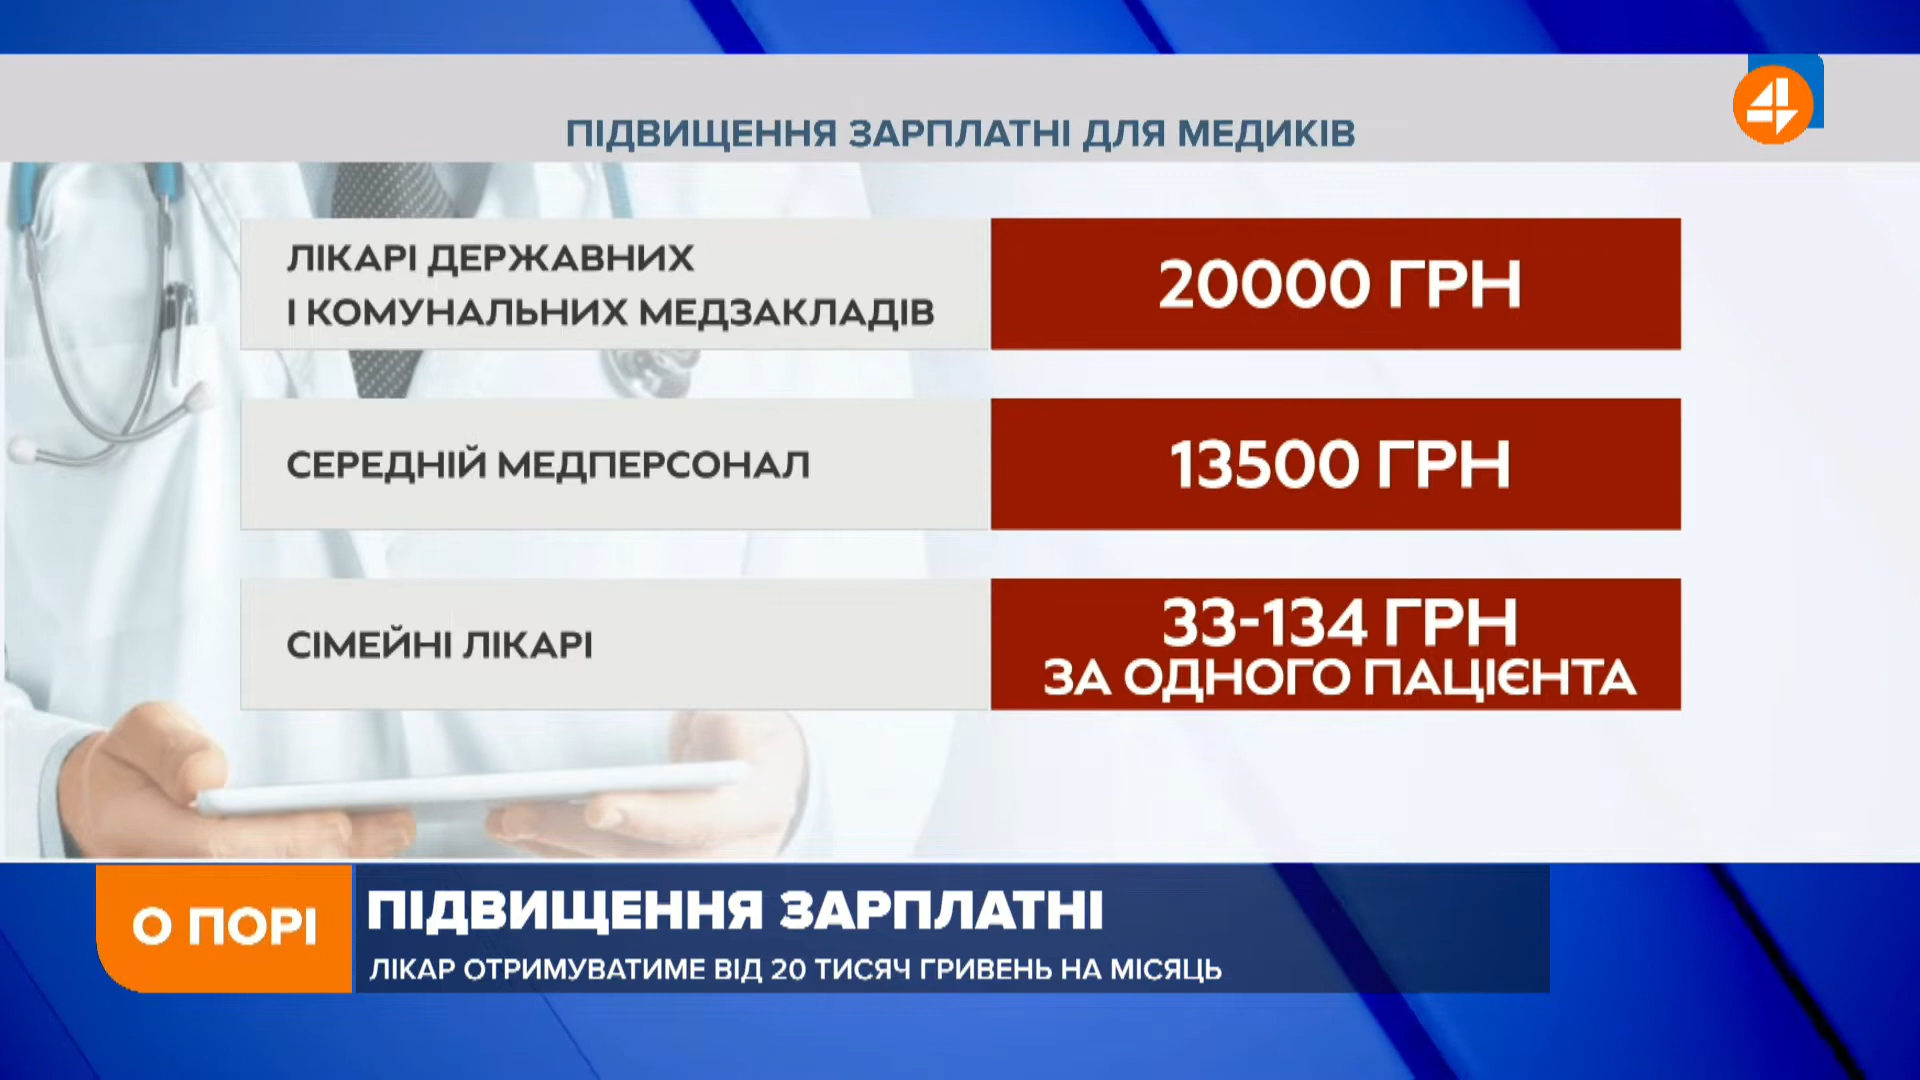 ПІДВИЩЕННЯ ЗАРПЛАТНІ ДЛЯ МЕДИКІВ
4
ЛІКАРІ ДЕРЖАВНИХ
І КОМУНАЛЬНИХ МЕДЗАКЛАДІВ
20000 ГРН
СЕРЕДНІЙ МЕДПЕРСОНАЛ
13500 ГРН
СІМЕЙНІ ЛІКАРІ
33-134 ГРН
ЗА ОДНОГО ПАЦІЄНТА
О ПОРІ
ПІДВИЩЕННЯ ЗАРПЛАТНІ
ЛІКАР ОТРИМУВАТИМЕ ВІД 20 ТИСЯЧ ГРИВЕНЬ НА МІСЯЦЬ